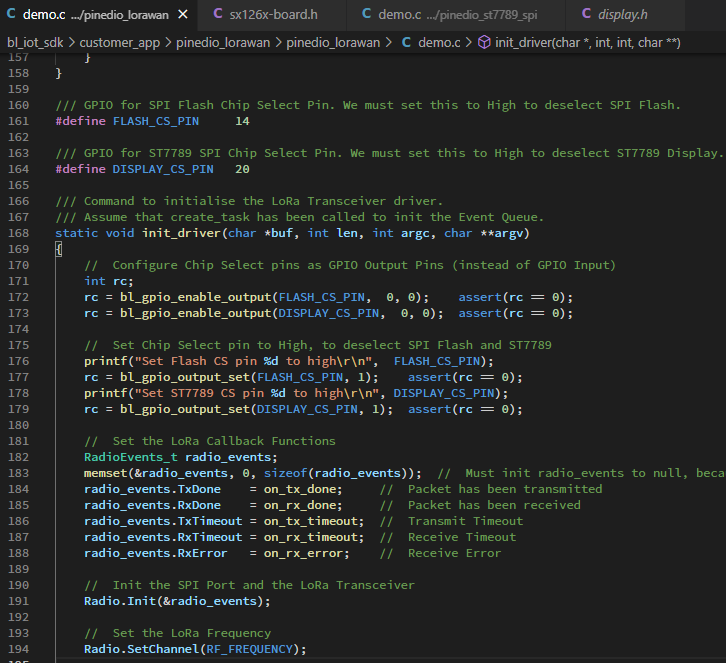 demo.c .../pinedio_lorawan × sx126x-board.h demo.c .../pinedio_st7789_spi display.h
bl_iot_sdk > customer_app > pinedio_lorawan > pinedio_lorawan > demo.c > init_driver(char *, int, int, char **)
157 }
158 }
159
160 /// GPIO for SPI Flash Chip Select Pin. We must set this to High to deselect SPI Flash.
161 #define FLASH_CS_PIN 14
162
163 /// GPIO for ST7789 SPI Chip Select Pin. We must set this to High to deselect ST7789 Display.
164 #define DISPLAY_CS_PIN 20
165
166 /// Command to initialise the LoRa Transceiver driver.
167 /// Assume that create_task has been called to init the Event Queue.
168 static void init_driver(char *buf, int len, int argc, char **argv)
169 {
170 // Configure Chip Select pins as GPIO Output Pins (instead of GPIO Input)
171 int rc;
172 rc = bl_gpio_enable_output(FLASH_CS_PIN, 0, 0); assert(rc == 0);
173 rc = bl_gpio_enable_output(DISPLAY_CS_PIN, 0, 0); assert(rc == 0);
174
175 // Set Chip Select pin to High, to deselect SPI Flash and ST7789
176 printf("Set Flash CS pin %d to high\r\n", FLASH_CS_PIN);
177 rc = bl_gpio_output_set(FLASH_CS_PIN, 1); assert(rc == 0);
178 printf("Set ST7789 CS pin %d to high\r\n", DISPLAY_CS_PIN);
179 rc = bl_gpio_output_set(DISPLAY_CS_PIN, 1); assert(rc == 0);
180
181 // Set the LoRa Callback Functions
182 RadioEvents_t radio_events;
183 memset(&radio_events, 0, sizeof(radio_events)); // Must init radio_events to null, beca
184 radio_events.TxDone = on_tx_done; // Packet has been transmitted
185 radio_events.RxDone = on_rx_done; // Packet has been received
186 radio_events.TxTimeout = on_tx_timeout; // Transmit Timeout
187 radio_events.RxTimeout = on_rx_timeout; // Receive Timeout
188 radio_events.RxError = on_rx_error; // Receive Error
189
190 // Init the SPI Port and the LoRa Transceiver
191 Radio.Init(&radio_events);
192
193 // Set the LoRa Frequency
194 Radio.SetChannel(RF_FREQUENCY);
195